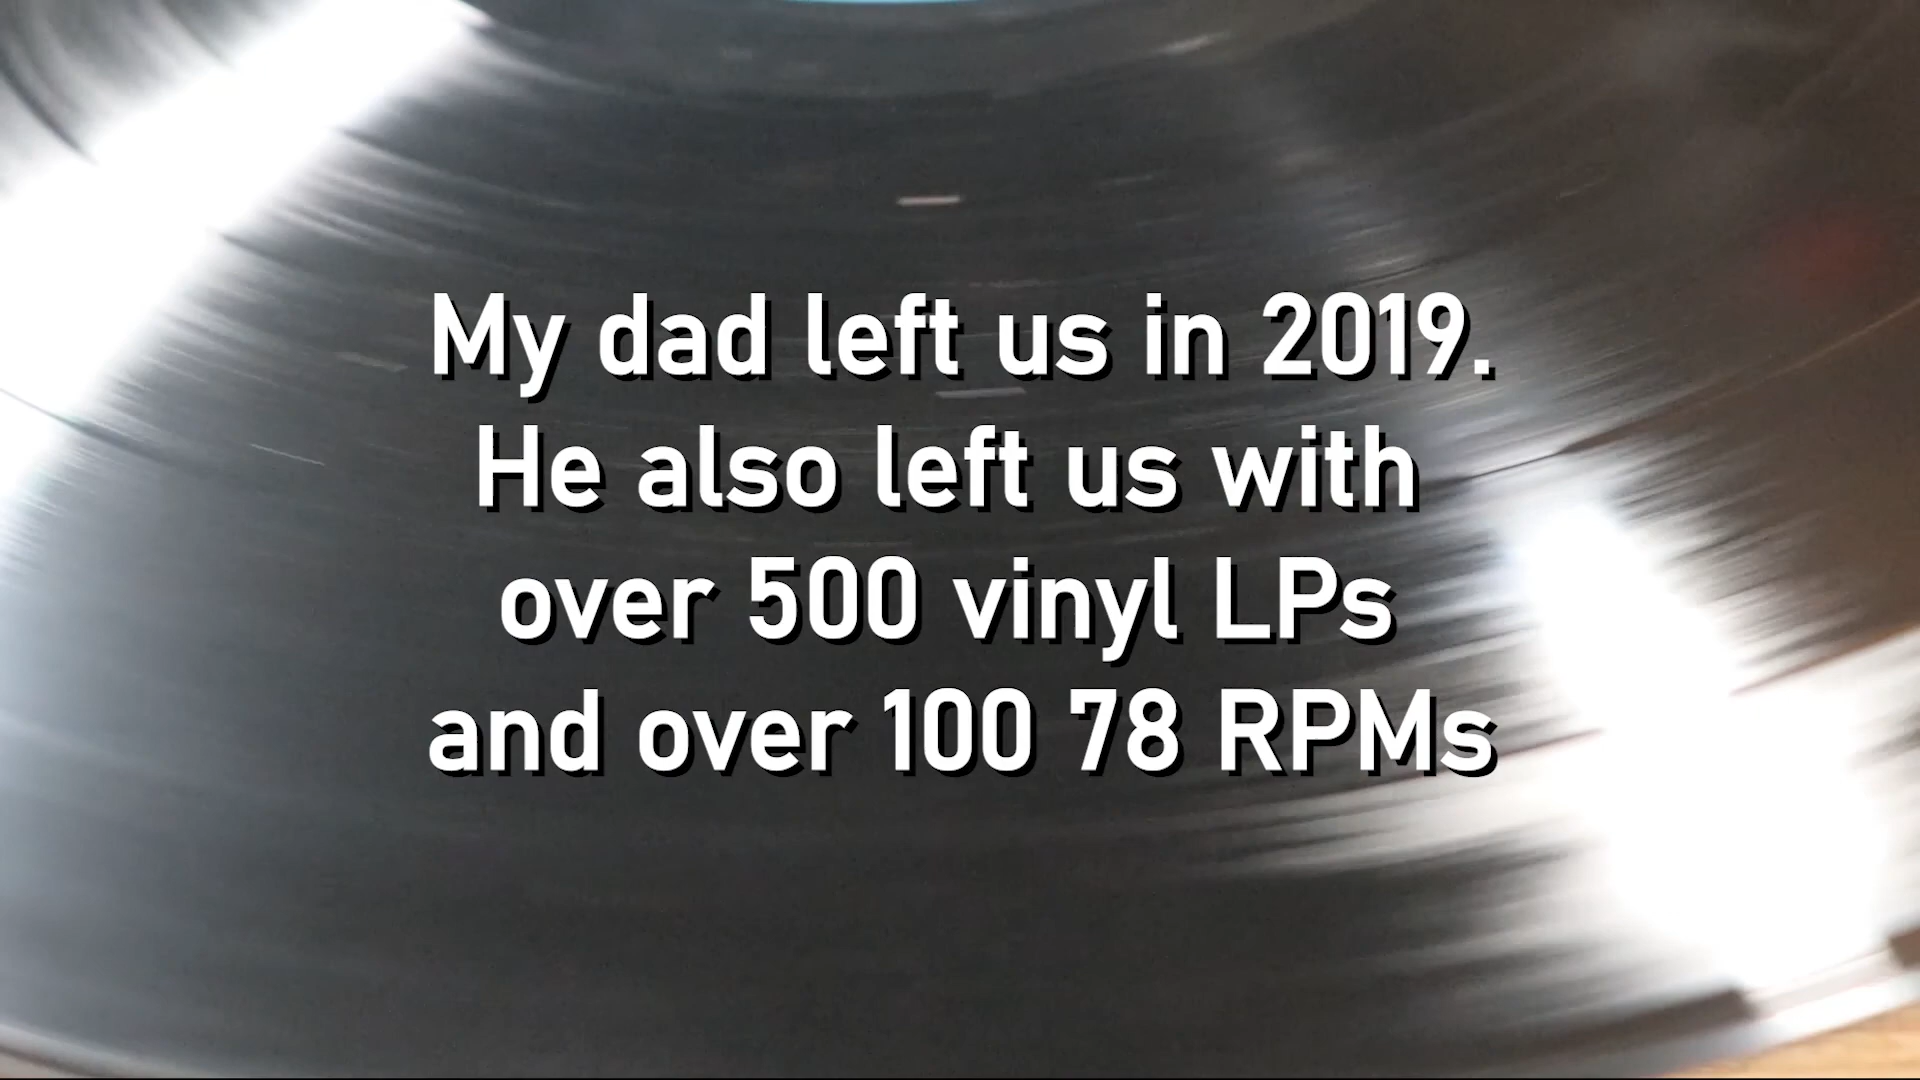 My dad left us in 2019.
He also left us with
over 500 vinyl LPs
and over 100 78 RPMs